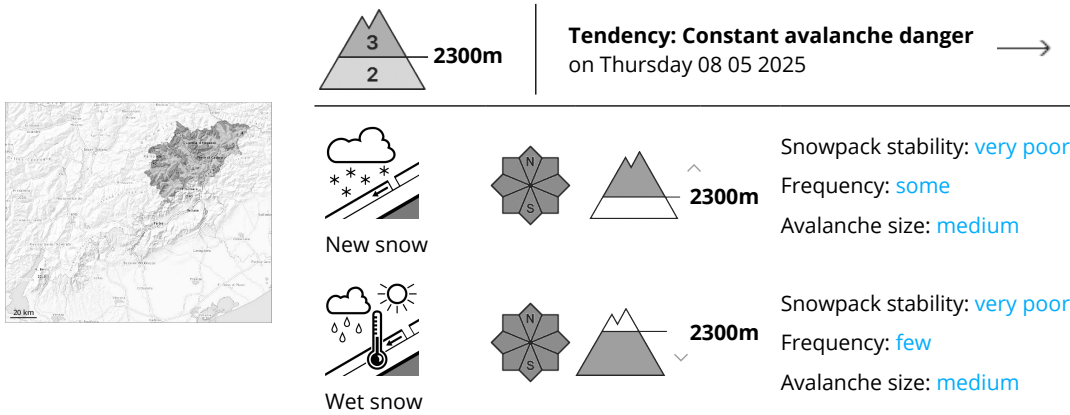 3
2
2300m
Tendency: Constant avalanche danger
on Thursday 08 05 2025
20 km
N
S
2300m
Snowpack stability: very poor
Frequency: some
Avalanche size: medium
New snow
N
S
2300m
Snowpack stability: very poor
Frequency: few
Avalanche size: medium
Wet snow